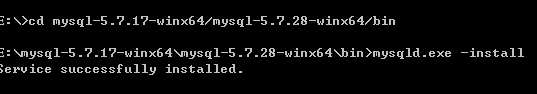 E:\>cd mysql-5.7.17-winx64/mysql-5.7.28-winx64/bin
E:\mysql-5.7.17-winx64\mysql-5.7.28-winx64\bin>mysqld.exe -install
Service successfully installed.